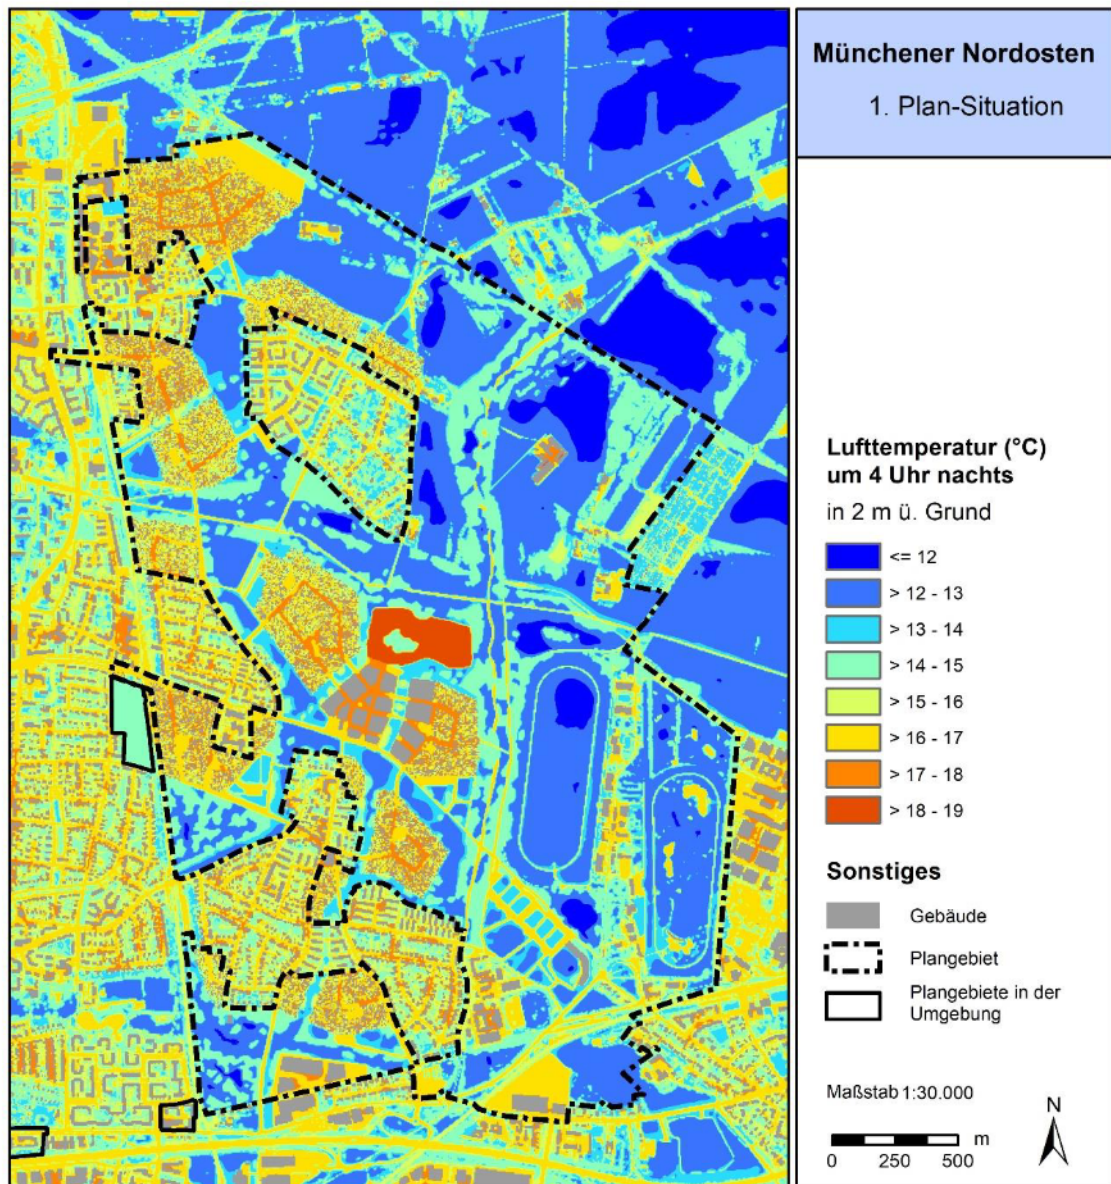 Münchener Nordosten
1. Plan-Situation
Lufttemperatur (°C)
um 4 Uhr nachts
in 2 m ü. Grund
<= 12
> 12 - 13
> 13 - 14
> 14 - 15
> 15 - 16
> 16 - 17
> 17 - 18
> 18 - 19
Sonstiges
Gebäude
Plangebiet
Plangebiete in der
Umgebung
Maßstab 1:30.000
N
m
0 250 500